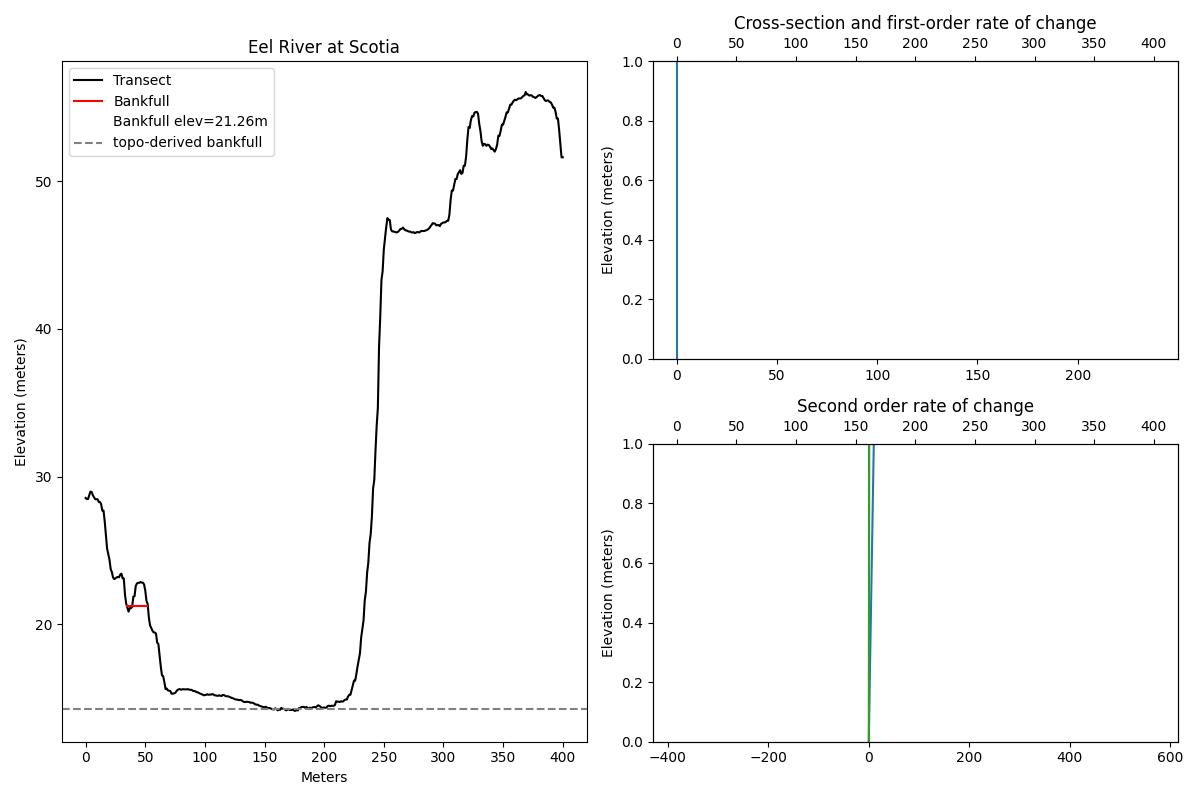 Eel River at Scotia
Transect
Bankfull
Bankfull elev=21.26m
topo-derived bankfull
Elevation (meters)
50
40
30
20
0 50 100 150 200 250 300 350 400
Meters
Cross-section and first-order rate of change
0 50 100 150 200 250 300 350 400
Elevation (meters)
1.0
0.8
0.6
0.4
0.2
0.0
0 50 100 150 200
Second order rate of change
0 50 100 150 200 250 300 350 400
Elevation (meters)
1.0
0.8
0.6
0.4
0.2
0.0
−400 −200 0 200 400 600